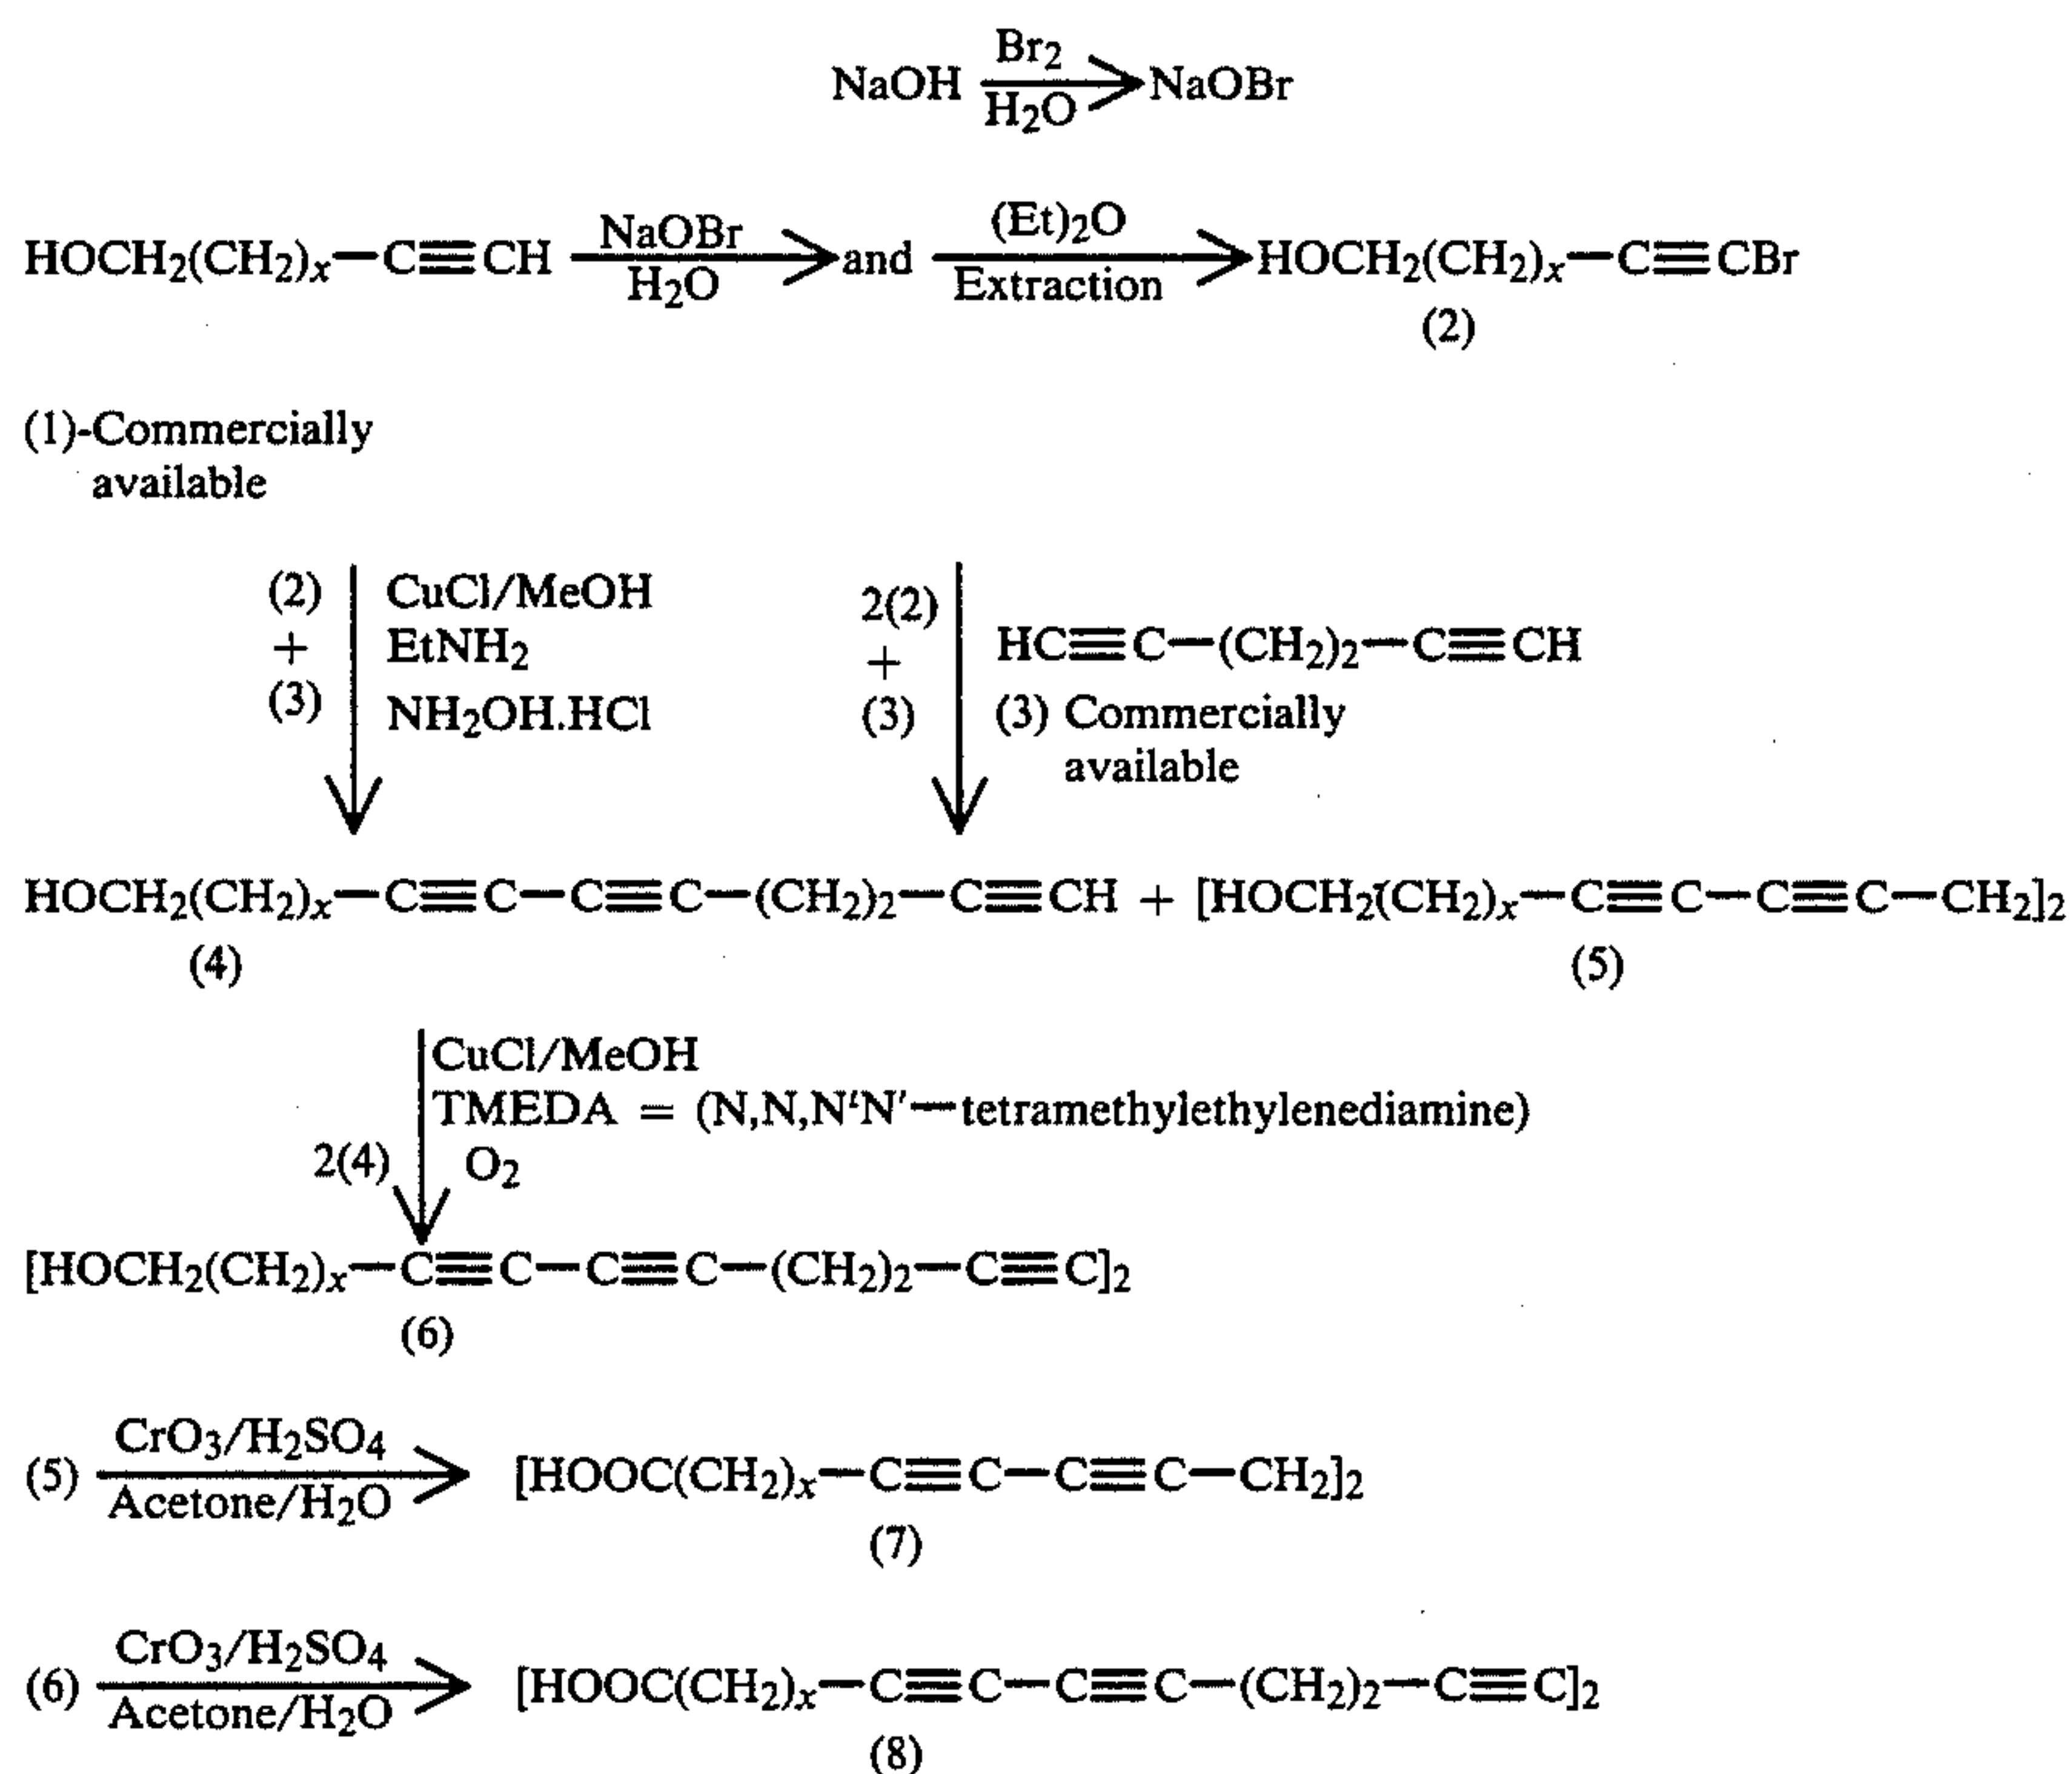 Br₂
NaOH ⟶ NaOBr
H₂O
NaOBr (Et)₂O
HOCH₂(CH₂)ₓ—C≡CH ⟶ and ⟶ HOCH₂(CH₂)ₓ—C≡CBr
H₂O Extraction
(2)
(1)-Commercially
available
(2) CuCl/MeOH
+ EtNH₂
(3) NH₂OH.HCl
2(2)
+ HC≡C—(CH₂)₂—C≡CH
(3) (3) Commercially
available
HOCH₂(CH₂)ₓ—C≡C—C≡C—(CH₂)₂—C≡CH + [HOCH₂(CH₂)ₓ—C≡C—C≡C—CH₂]₂
(4) (5)
CuCl/MeOH
TMEDA = (N,N,N'N'—tetramethylethylenediamine)
2(4) O₂
[HOCH₂(CH₂)ₓ—C≡C—C≡C—(CH₂)₂—C≡C]₂
(6)
CrO₃/H₂SO₄
(5) ⟶ [HOOC(CH₂)ₓ—C≡C—C≡C—CH₂]₂
Acetone/H₂O
(7)
CrO₃/H₂SO₄
(6) ⟶ [HOOC(CH₂)ₓ—C≡C—C≡C—(CH₂)₂—C≡C]₂
Acetone/H₂O
(8)